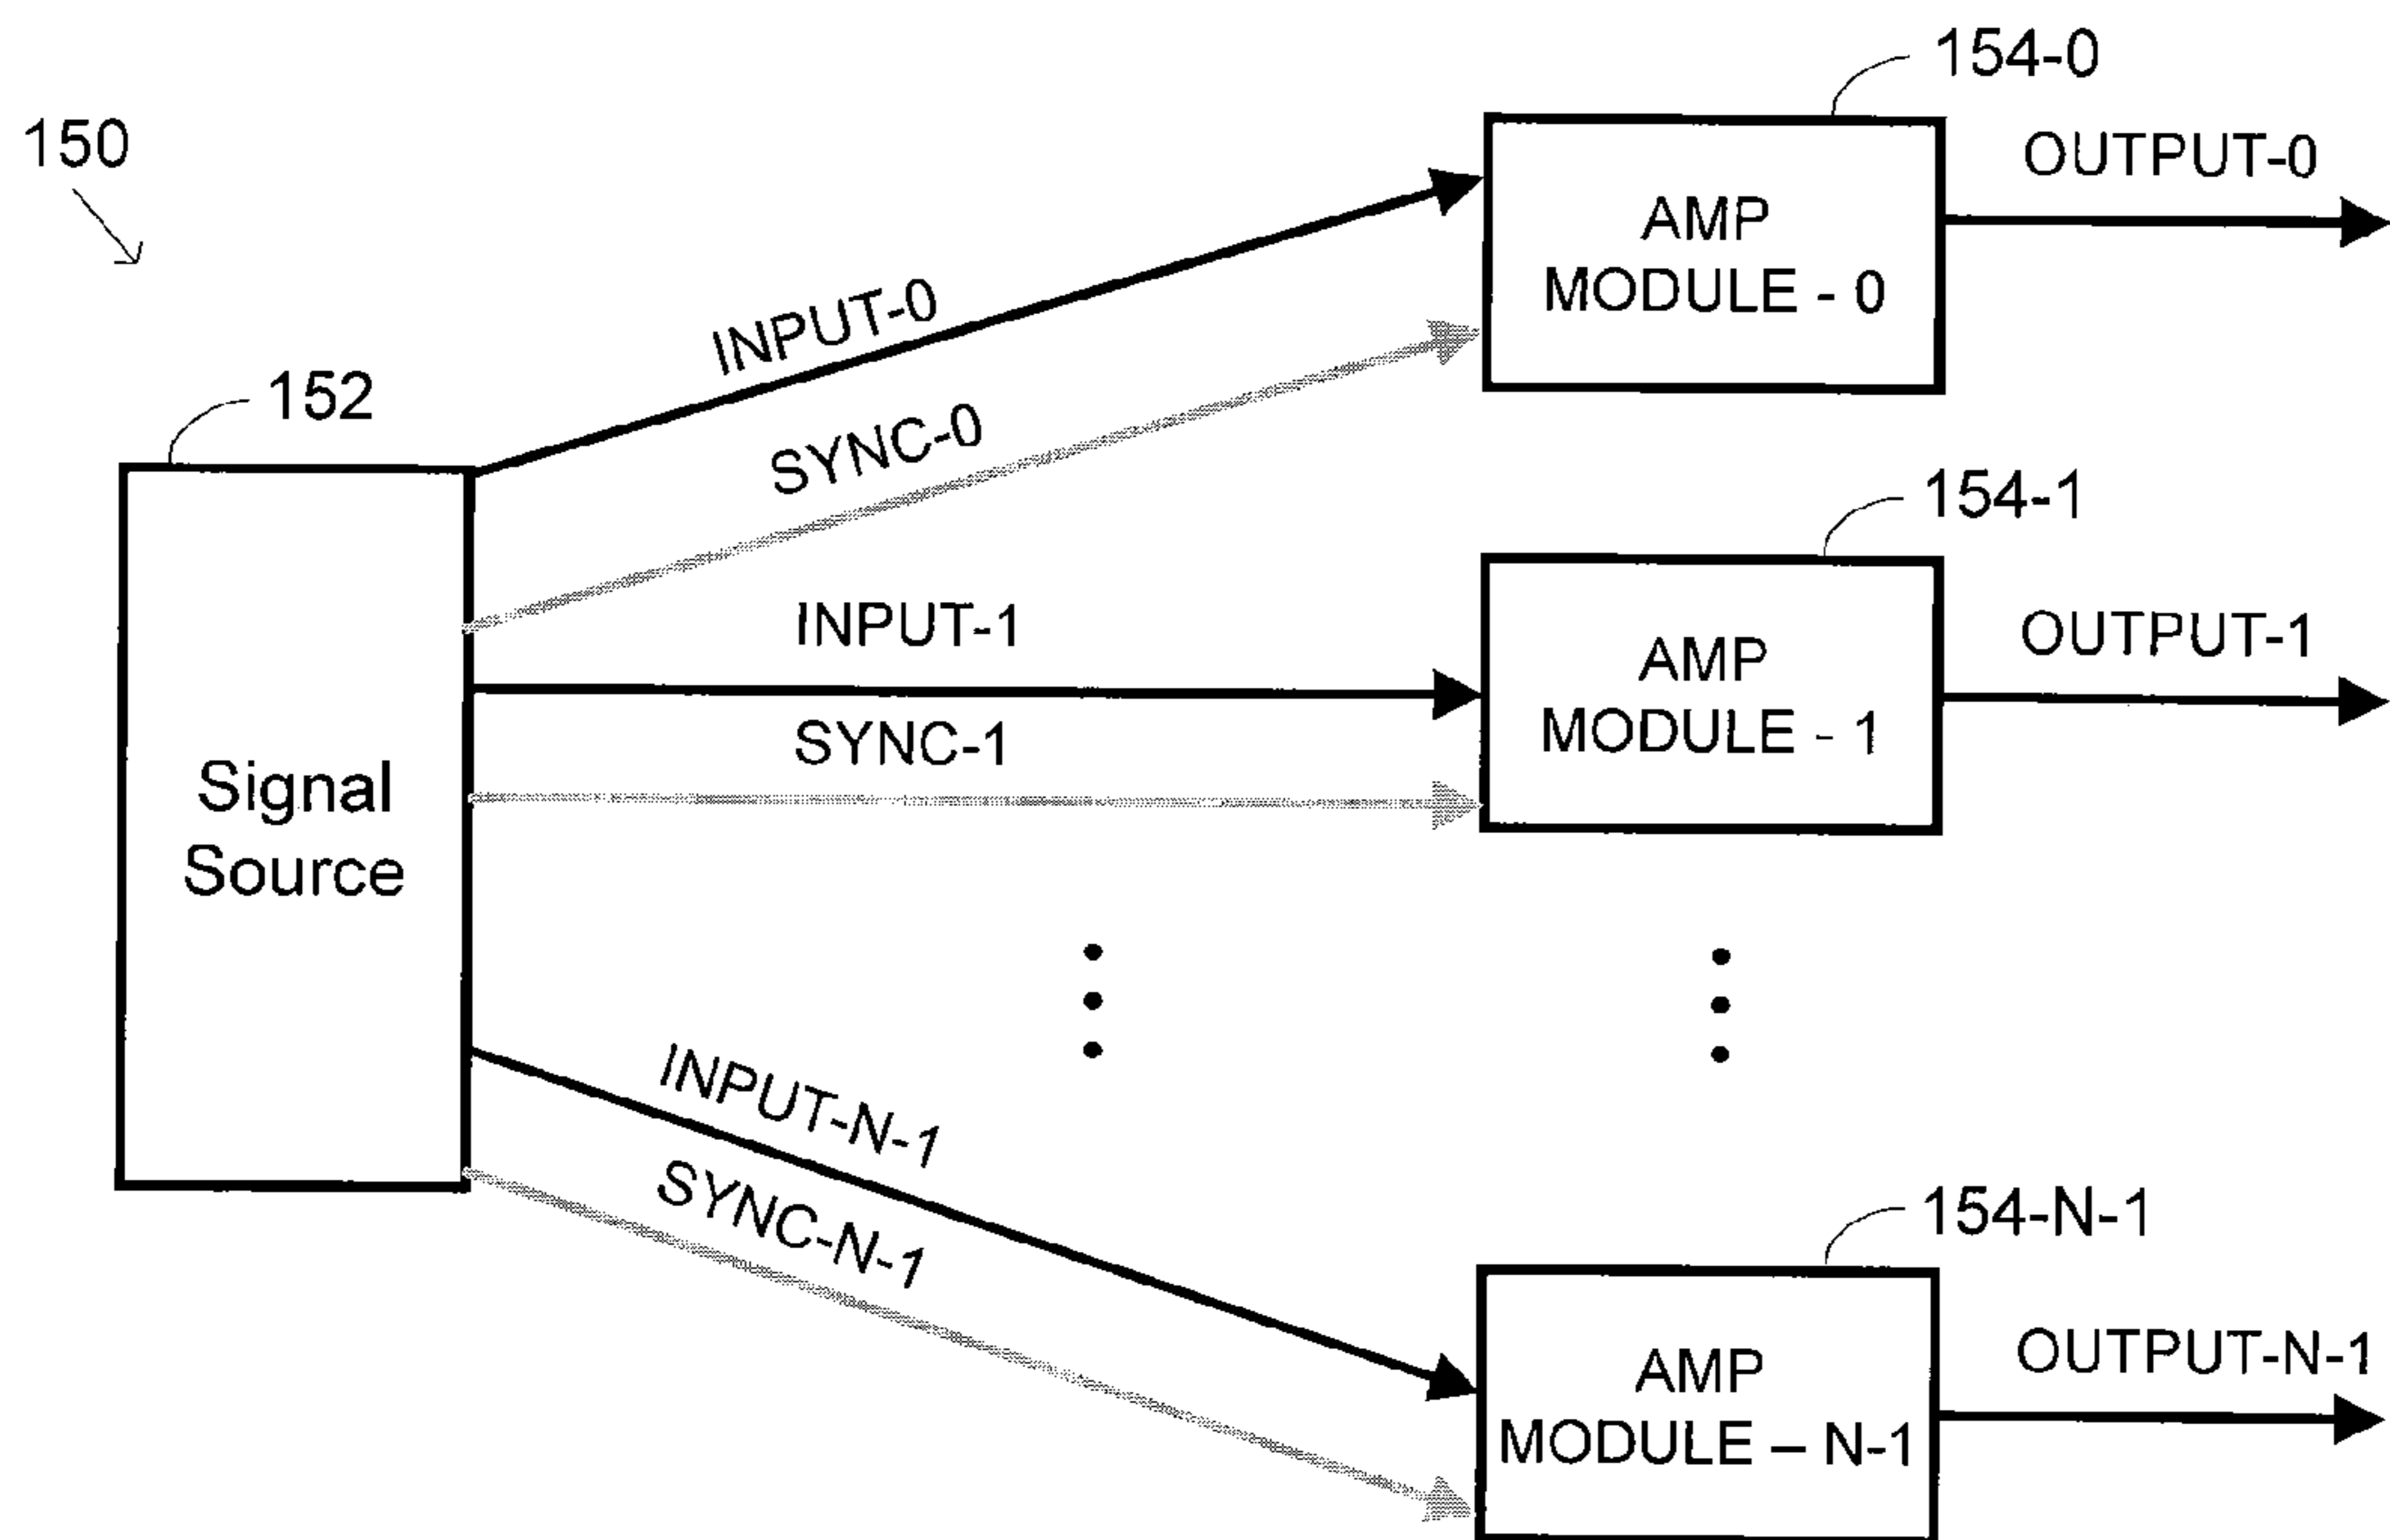 154-0
150
OUTPUT-0
AMP
MODULE - 0
INPUT-0
152
SYNC-0
154-1
INPUT-1
OUTPUT-1
AMP
MODULE - 1
SYNC-1
Signal
Source
INPUT-N-1
SYNC-N-1
154-N-1
OUTPUT-N-1
AMP
MODULE – N-1